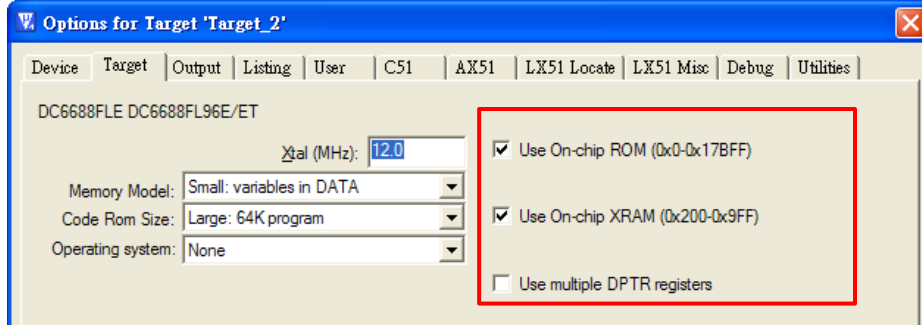 Options for Target 'Target_2'
Device Target Output Listing User C51 AX51 LX51 Locate LX51 Misc Debug Utilities
DC6688FLE DC6688FL96E/ET
Xtal (MHz): 12.0
Use On-chip ROM (0x0-0x17BFF)
Memory Model: Small: variables in DATA
Code Rom Size: Large: 64K program
Use On-chip XRAM (0x200-0x9FF)
Operating system: None
Use multiple DPTR registers